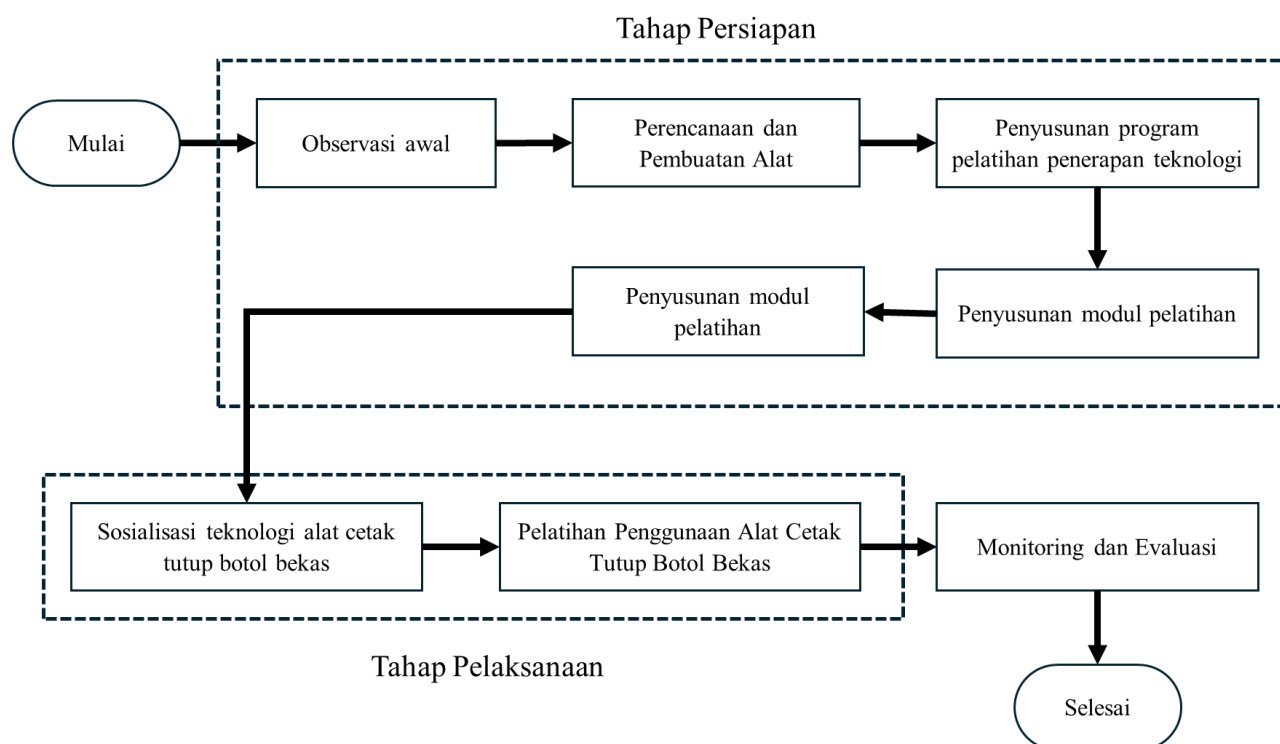 Tahap Persiapan
Mulai
Observasi awal
Perencanaan dan
Pembuatan Alat
Penyusunan program
pelatihan penerapan teknologi
Penyusunan modul pelatihan
Penyusunan modul
pelatihan
Sosialisasi teknologi alat cetak
tutup botol bekas
Pelatihan Penggunaan Alat Cetak
Tutup Botol Bekas
Monitoring dan Evaluasi
Tahap Pelaksanaan
Selesai